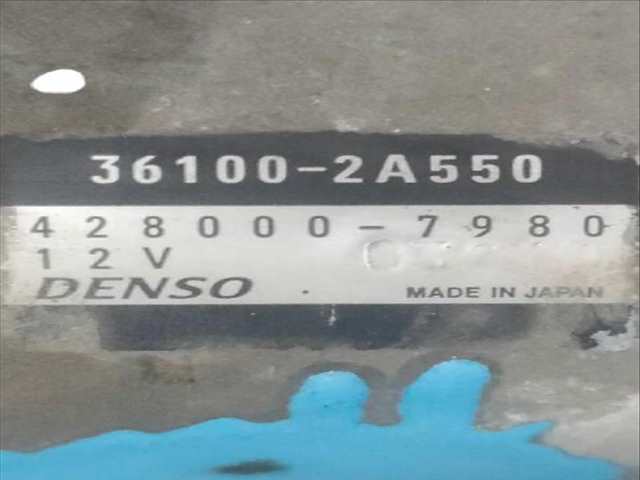 36100-2A550
428000-7980
12V
DENSO
MADE IN JAPAN